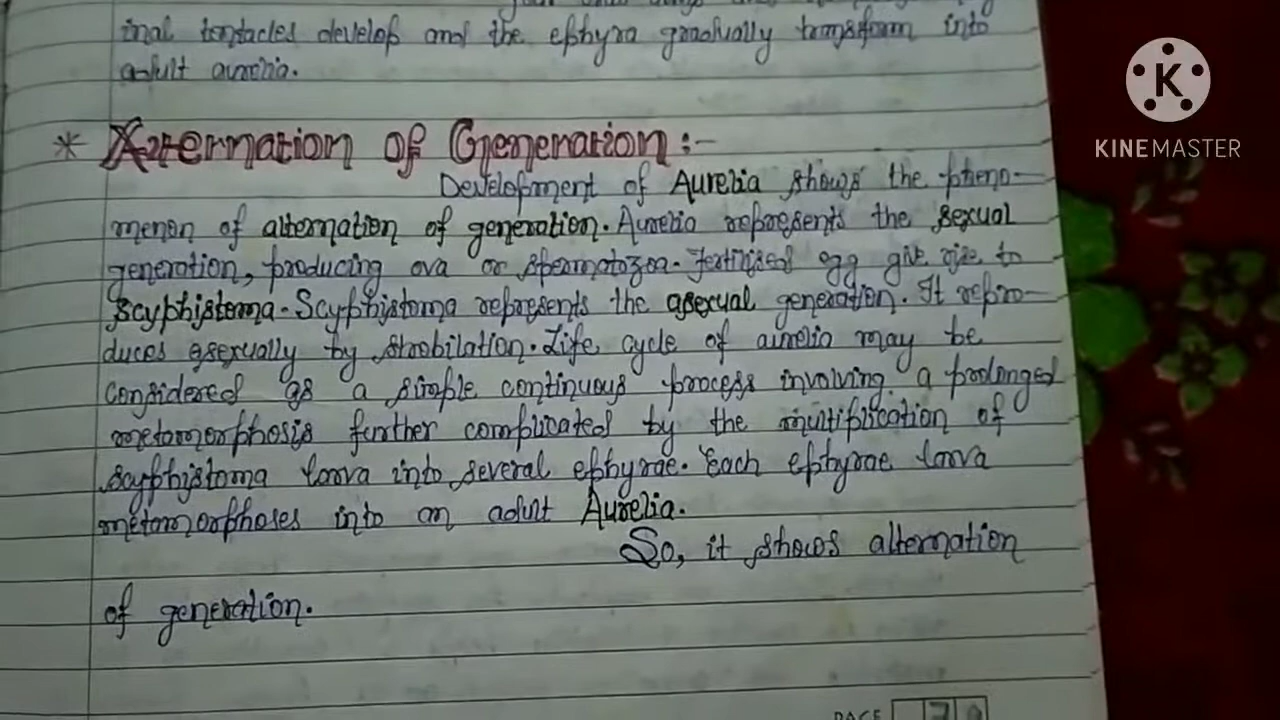 inal tentacles develop and the ephyra gradually transform into
adult aurelia.
K
KINEMASTER
* Alternation of Generation :-
Development of Aurelia shows the pheno-
menon of alternation of generation. Aurelia represents the sexual
generation, producing ova or spermatozoa. Fertilised egg give rise to
Scyphistoma. Scyphistoma represents the asexual generation. It repro-
duces asexually by strobilation. Life cycle of aurelia may be
considered as a simple continuous process involving a prolonged
metamorphosis further complicated by the multiplication of
scyphistoma larva into several ephyrae. Each ephyrae larva
metamorphoses into an adult Aurelia.
So, it shows alternation
of generation.
PAGE